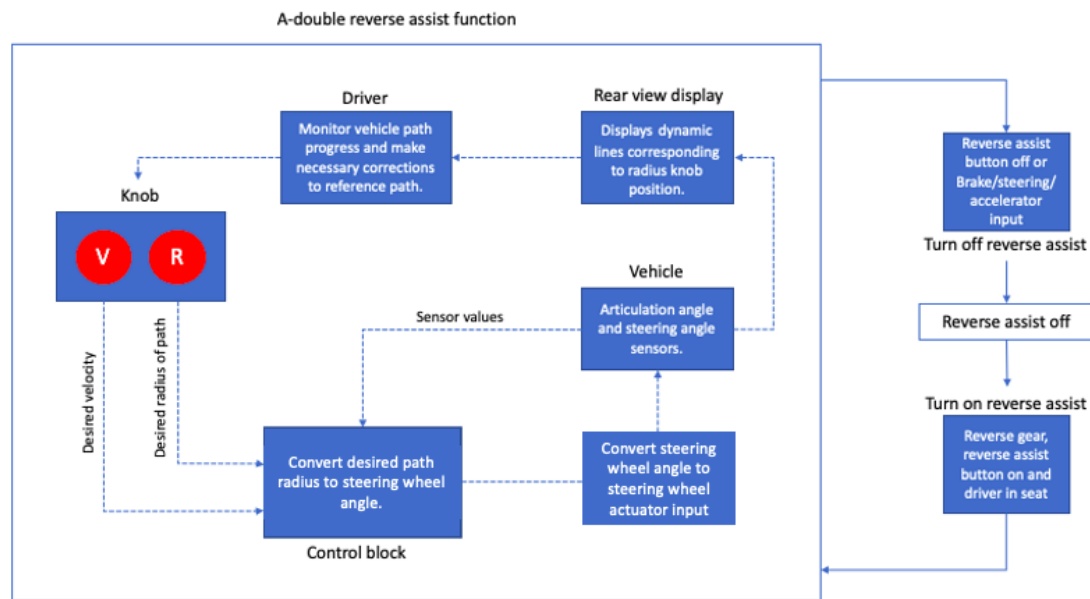 A-double reverse assist function
Driver
Monitor vehicle path
progress and make
necessary corrections
to reference path.
Rear view display
Displays dynamic
lines corresponding
to radius knob
position.
Knob
V
R
Vehicle
Articulation angle
and steering angle
sensors.
Sensor values
Desired velocity
Desired radius of path
Convert desired path
radius to steering wheel
angle.
Control block
Convert steering
wheel angle to
steering wheel
actuator input
Reverse assist
button off or
Brake/steering/
accelerator
input
Turn off reverse assist
Reverse assist off
Turn on reverse assist
Reverse gear,
reverse assist
button on and
driver in seat